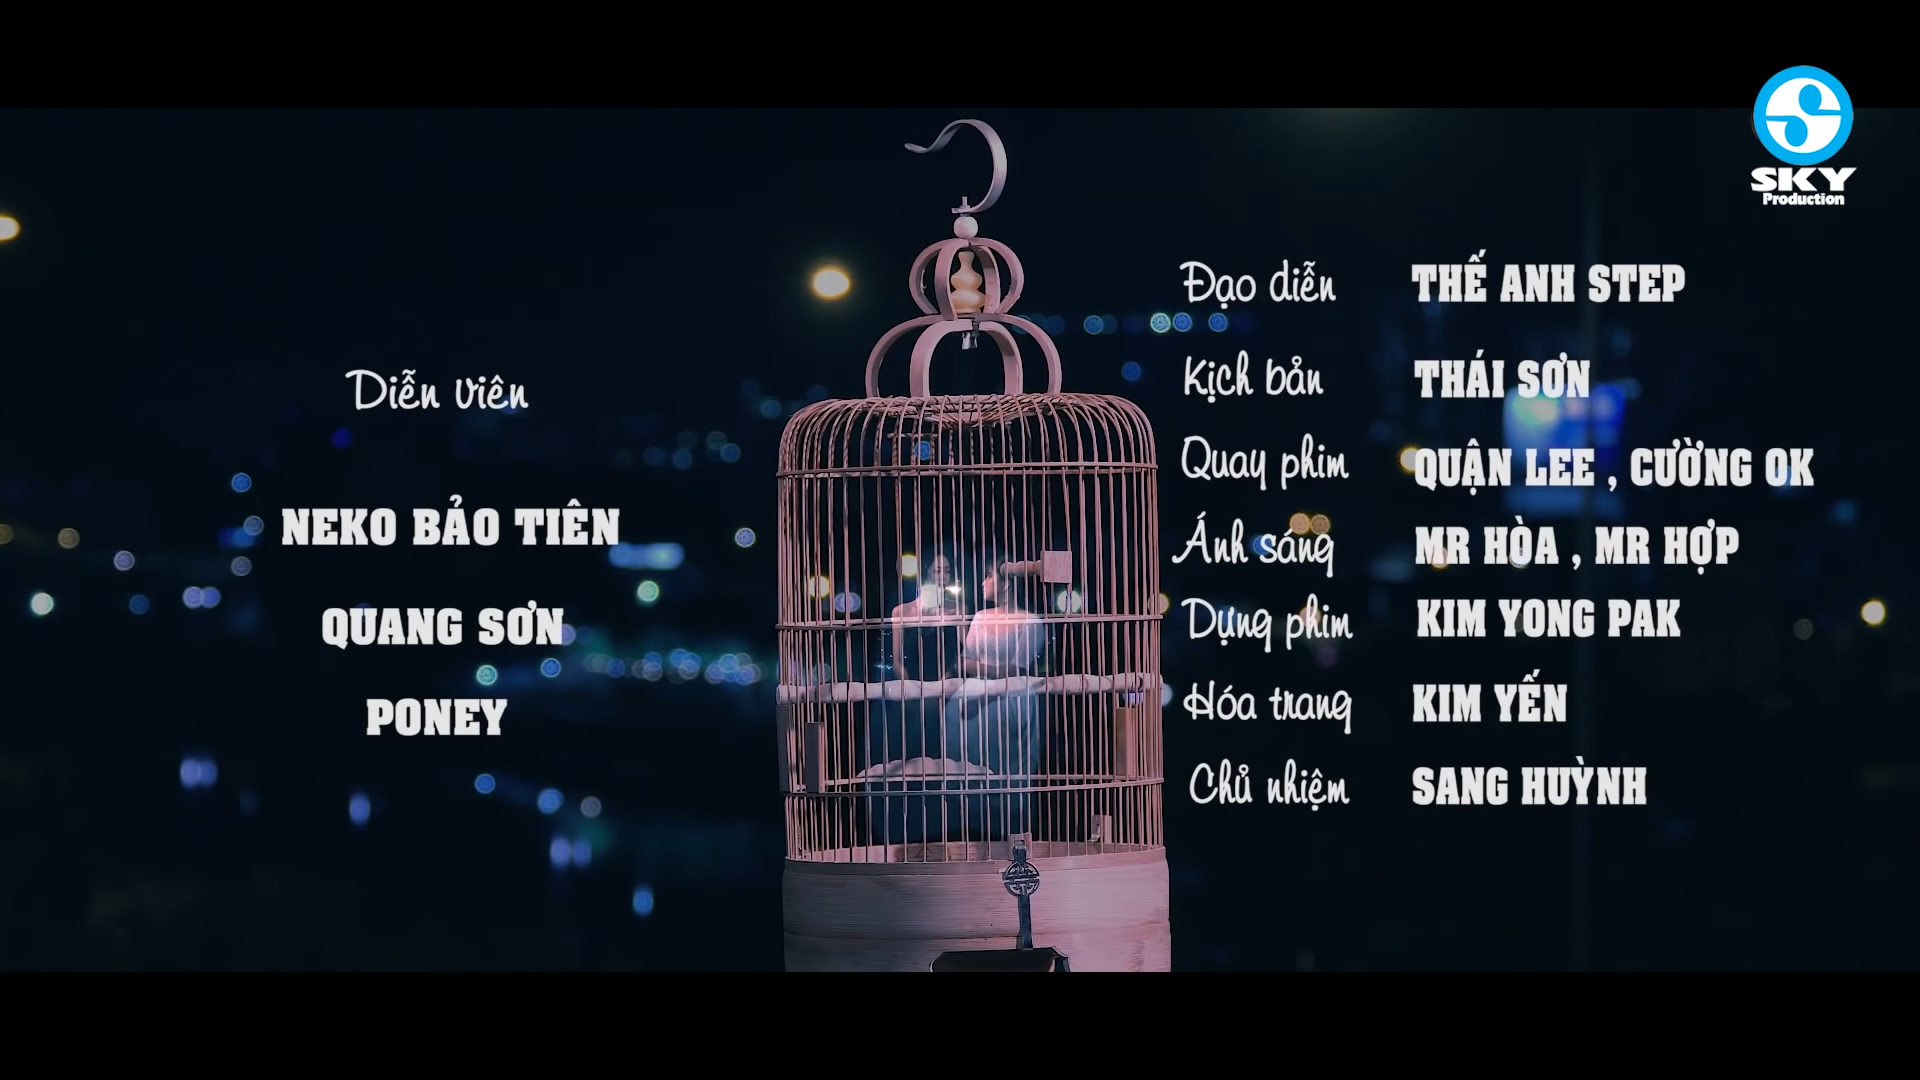 SKY
Production
Diễn viên
NEKO BẢO TIÊN
QUANG SƠN
PONEY
Đạo diễn THẾ ANH STEP
Kịch bản THÁI SƠN
Quay phim QUẬN LEE , CƯỜNG OK
Ánh sáng MR HÒA , MR HỢP
Dựng phim KIM YONG PAK
Hóa trang KIM YẾN
Chủ nhiệm SANG HUỲNH